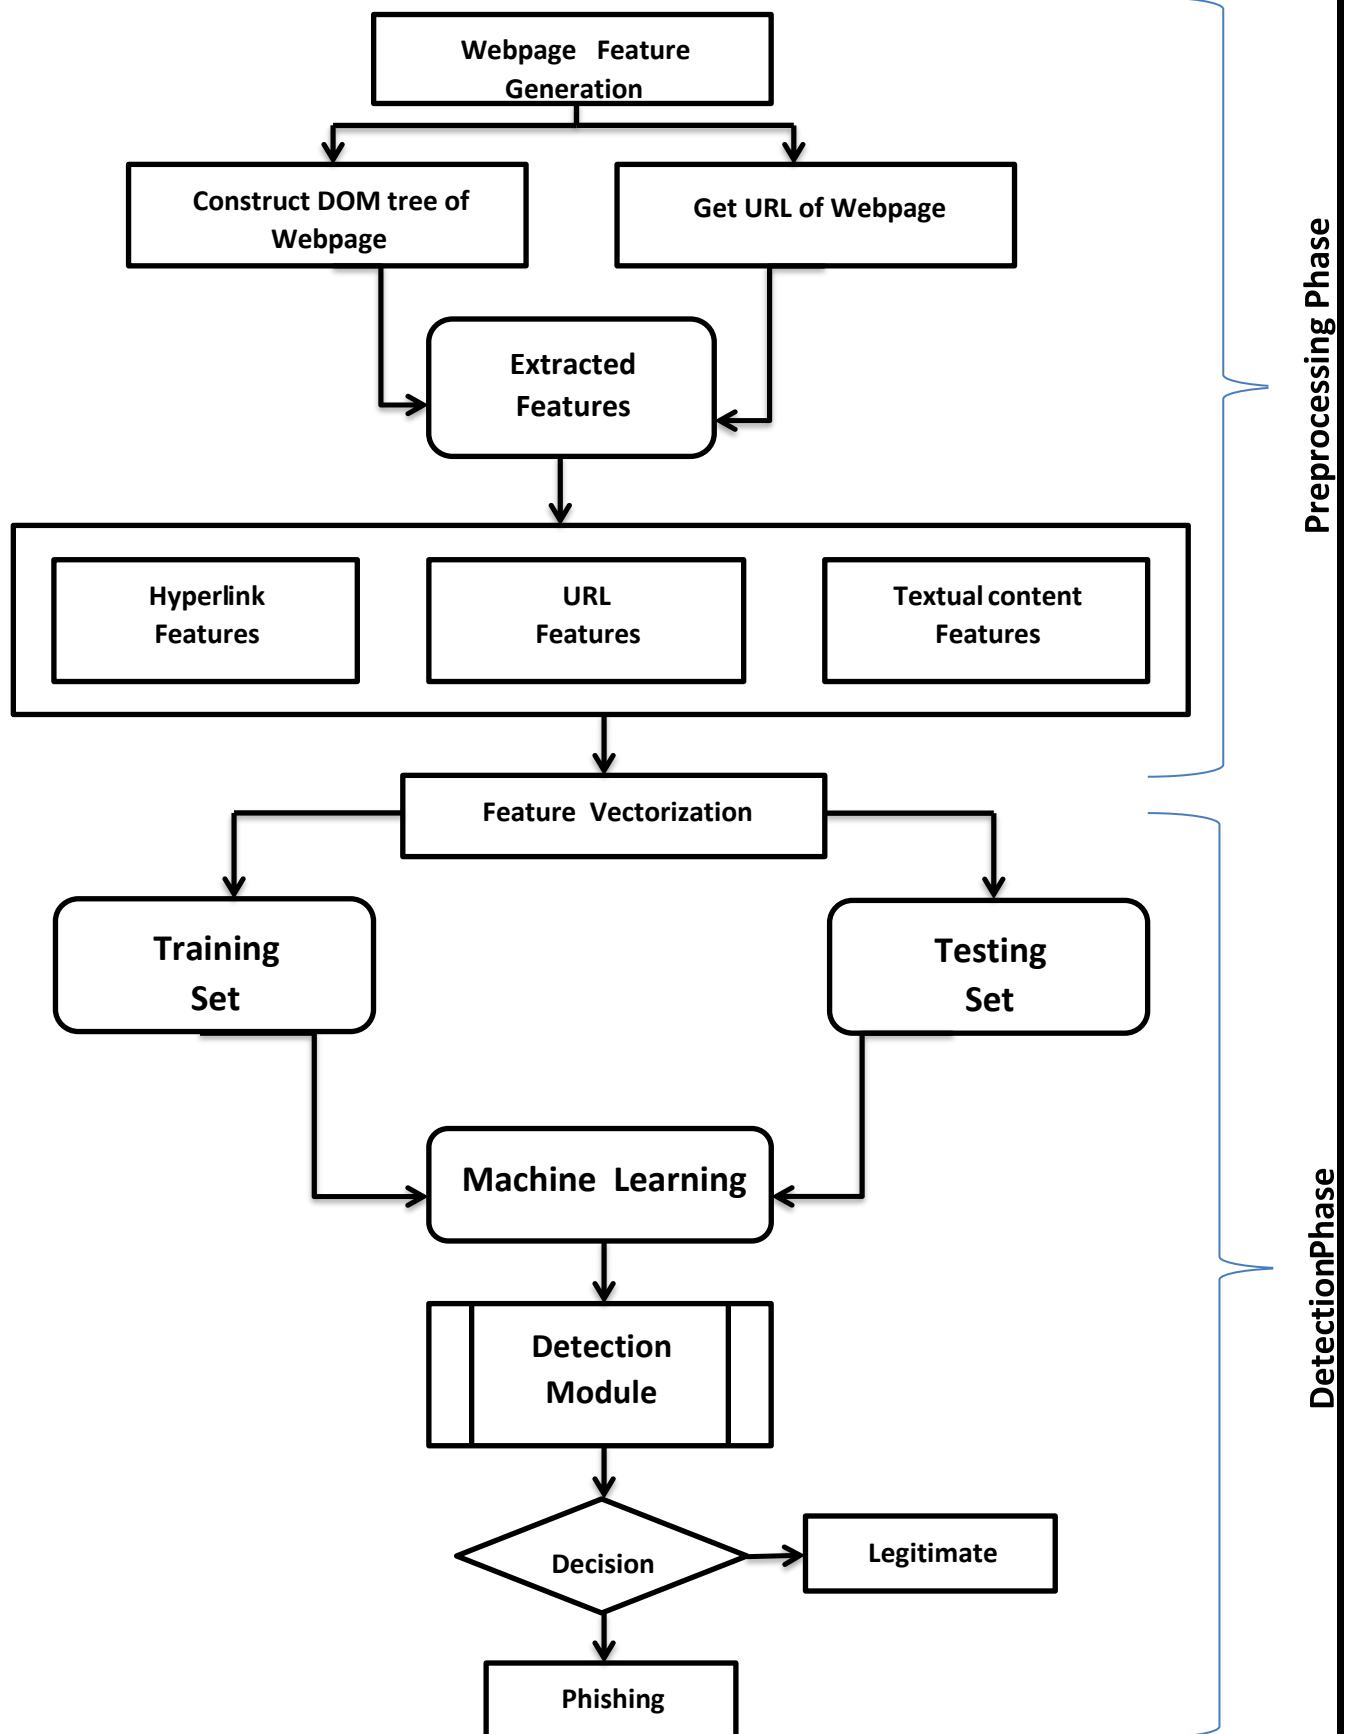 Webpage Feature
Generation
Construct DOM tree of
Webpage
Get URL of Webpage
Extracted
Features
Hyperlink
Features
URL
Features
Textual content
Features
Preprocessing Phase
Feature Vectorization
Training
Set
Testing
Set
Machine Learning
Detection
Module
DetectionPhase
Decision
Legitimate
Phishing